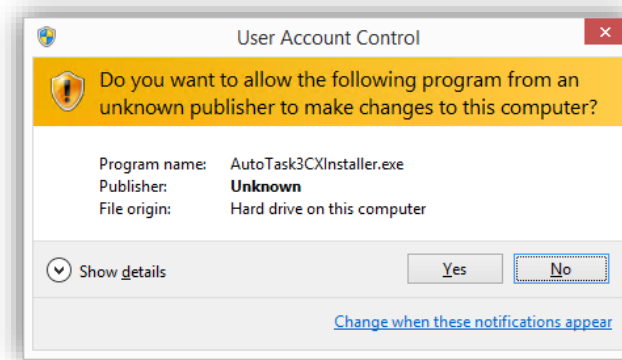 User Account Control
Do you want to allow the following program from an
unknown publisher to make changes to this computer?
Program name: AutoTask3CXInstaller.exe
Publisher: Unknown
File origin: Hard drive on this computer
Show details
Yes
No
Change when these notifications appear